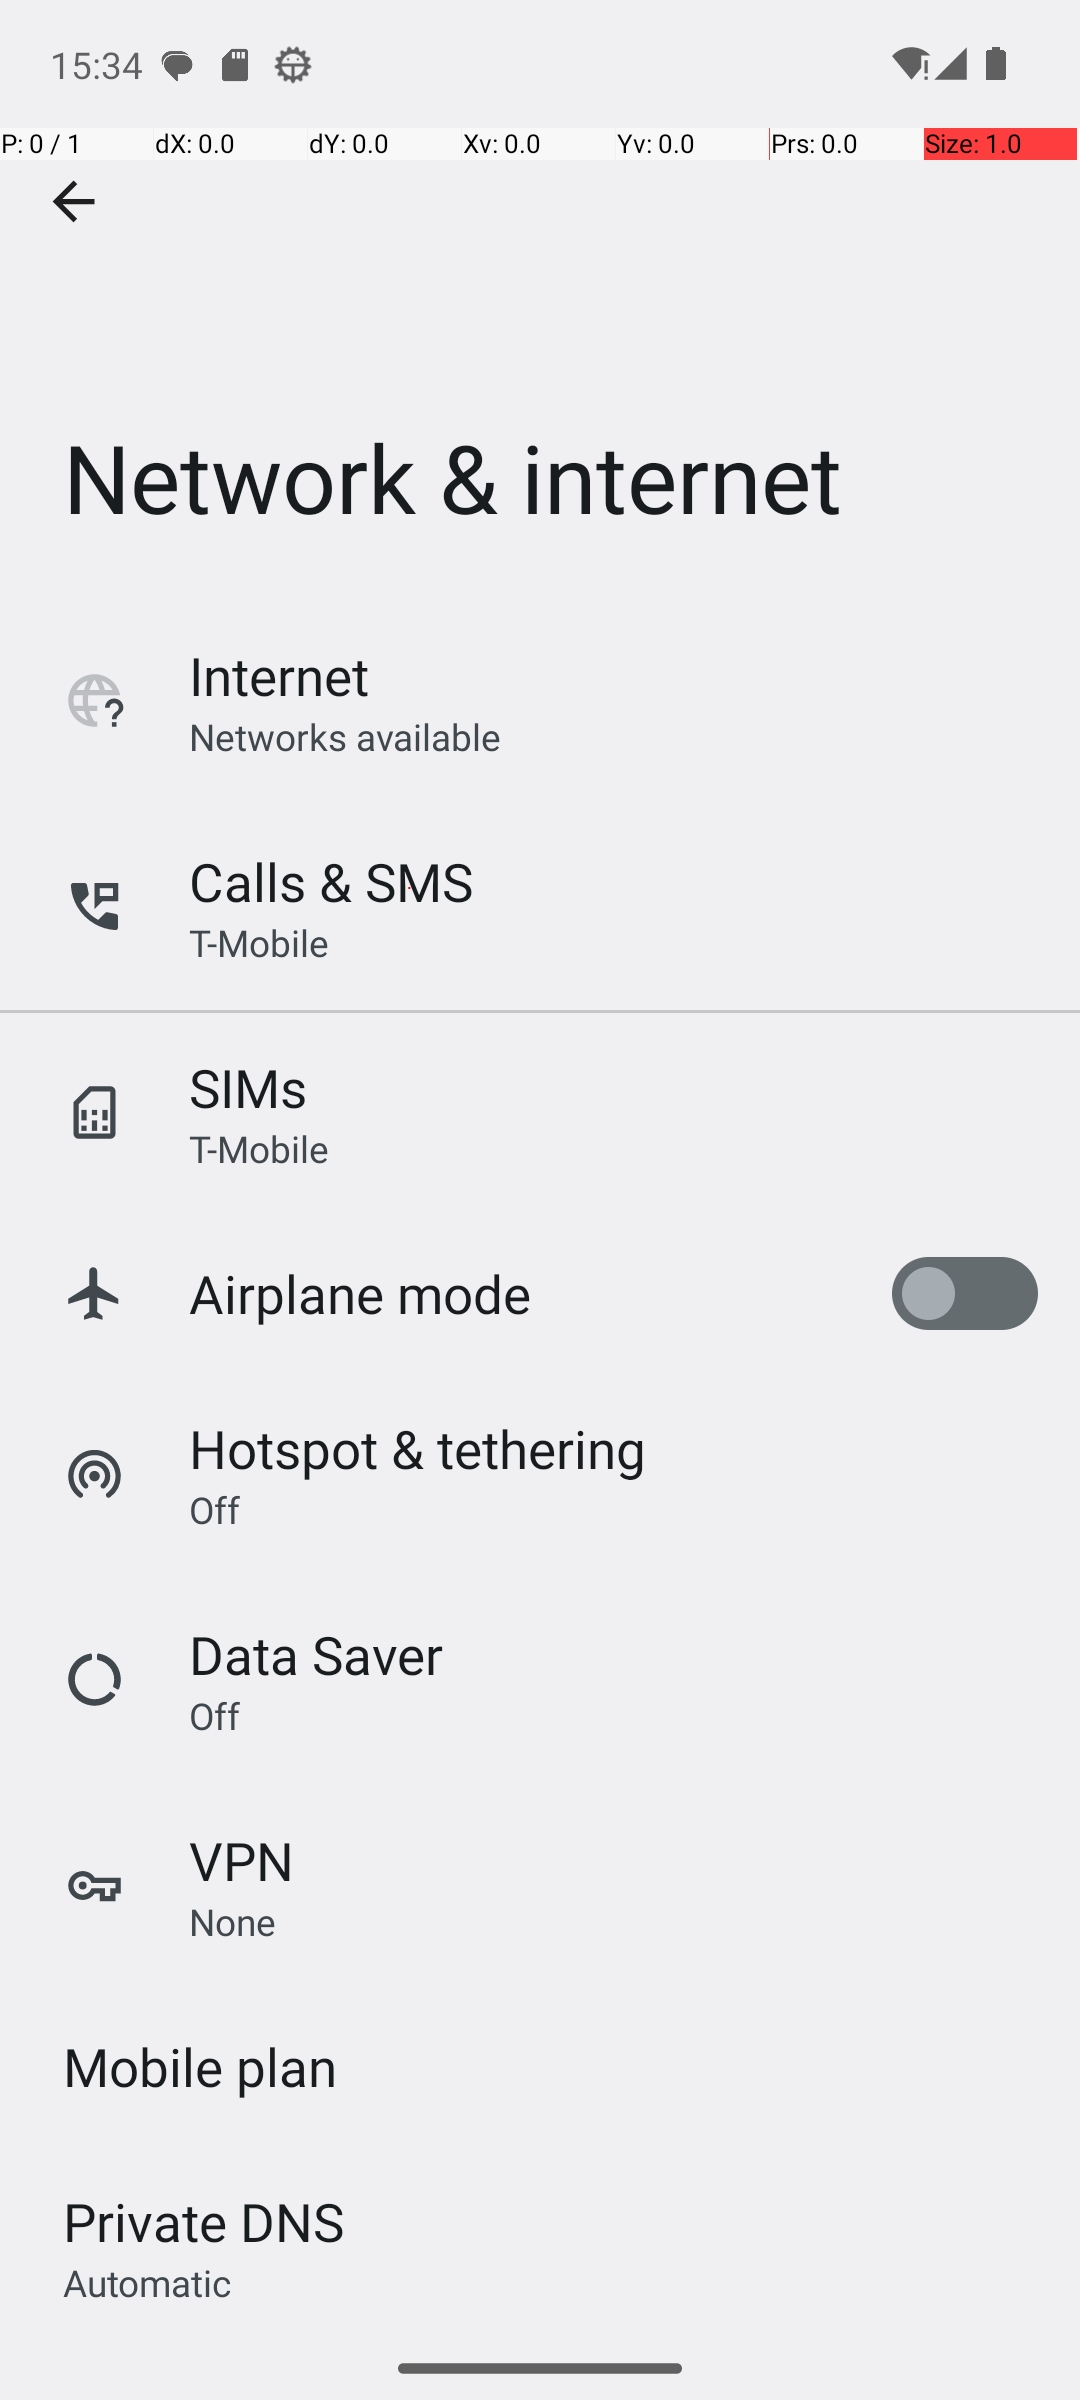 15:34
P: 0 / 1 dX: 0.0 dY: 0.0 Xv: 0.0 Yv: 0.0 Prs: 0.0 Size: 1.0
Network & internet
Internet
Networks available
Calls & SMS
T-Mobile
SIMs
T-Mobile
Airplane mode
Hotspot & tethering
Off
Data Saver
Off
VPN
None
Mobile plan
Private DNS
Automatic